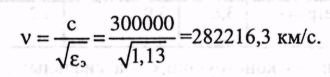 ν = c/√εэ = 300000/√1,13 =282216,3 км/с.